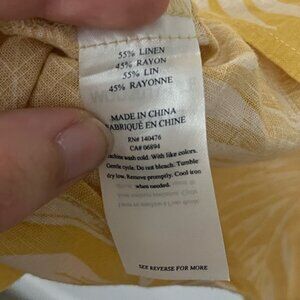 55% LINEN
45% RAYON
55% LIN
45% RAYONNE
MADE IN CHINA
FABRIQUÉ EN CHINE
RN# 140476
CA# 06894
achine wash cold. With like colors.
Gentle cycle. Do not bleach. Tumble
dry low. Remove promptly. Cool iron
when needed.
SEE REVERSE FOR MORE